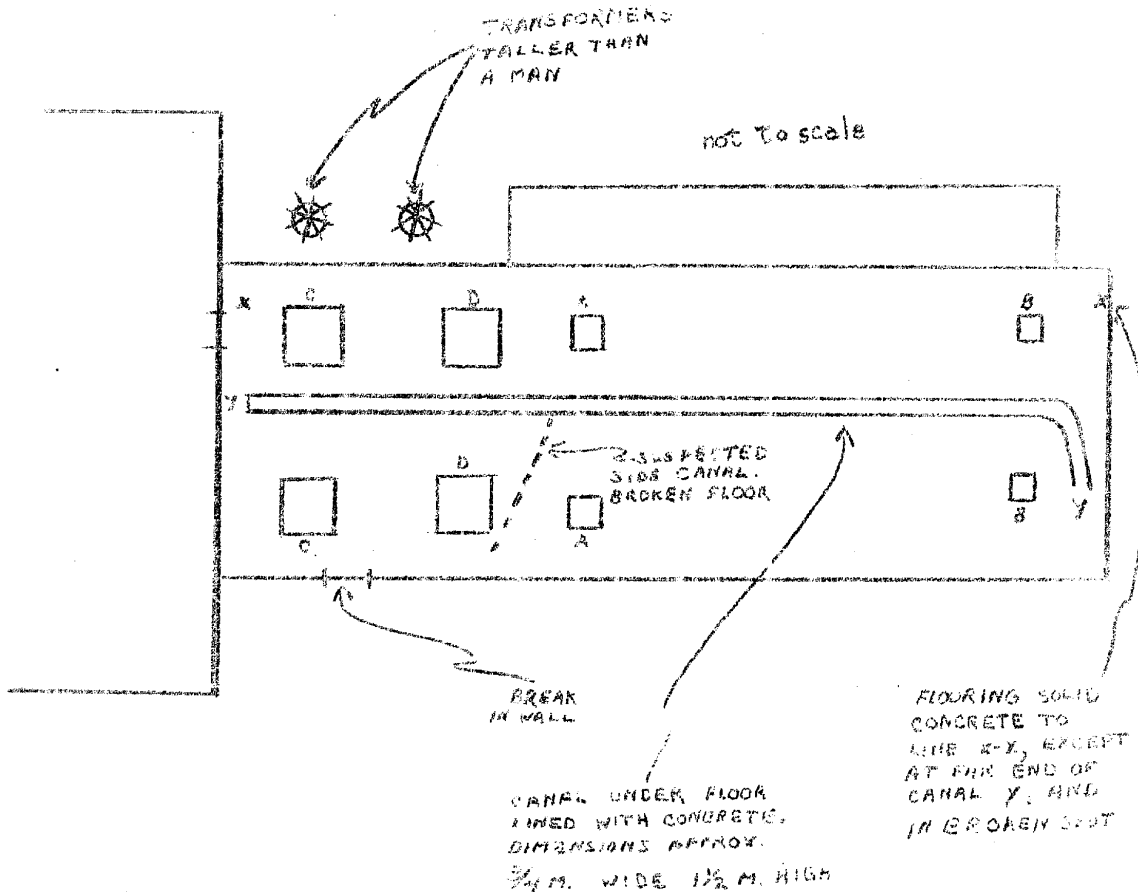 TRANSFORMERS
TALLER THAN
A MAN
not to scale
X
C
D
A
B
X
Y
SUSPECTED
SIDE CANAL.
BROKEN FLOOR
D
C
A
B
Y
BREAK
IN WALL
FLOORING SOLID
CONCRETE TO
LINE X-X, EXCEPT
AT FAR END OF
CANAL Y, AND
IN BROKEN SPOT
CANAL UNDER FLOOR
LINED WITH CONCRETE.
DIMENSIONS APPROX.
3/4 M. WIDE 1 1/2 M. HIGH